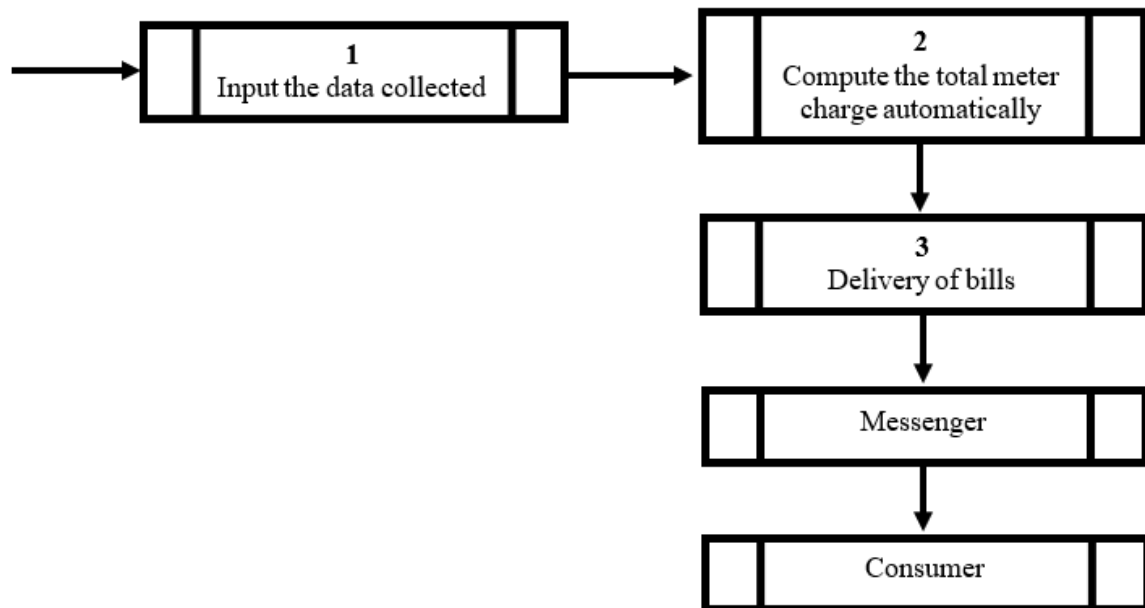 1
Input the data collected
2
Compute the total meter
charge automatically
3
Delivery of bills
Messenger
Consumer